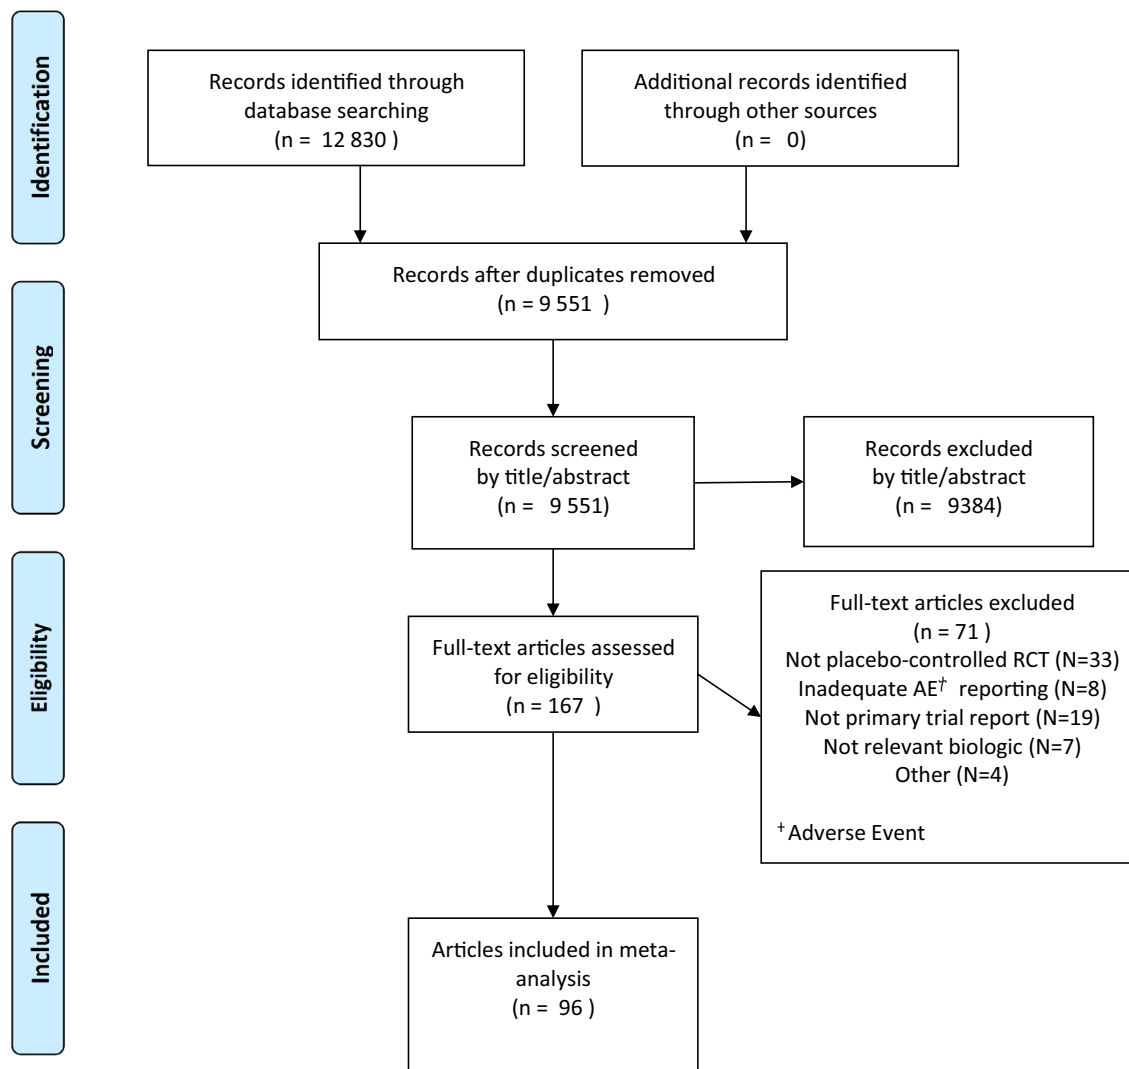 Identification
Records identified through
database searching
(n = 12 830 )
Additional records identified
through other sources
(n = 0)
Records after duplicates removed
(n = 9 551 )
Screening
Records screened
by title/abstract
(n = 9 551)
Records excluded
by title/abstract
(n = 9384)
Eligibility
Full-text articles assessed
for eligibility
(n = 167 )
Full-text articles excluded
(n = 71 )
Not placebo-controlled RCT (N=33)
Inadequate AE† reporting (N=8)
Not primary trial report (N=19)
Not relevant biologic (N=7)
Other (N=4)
†Adverse Event
Included
Articles included in meta-
analysis
(n = 96 )